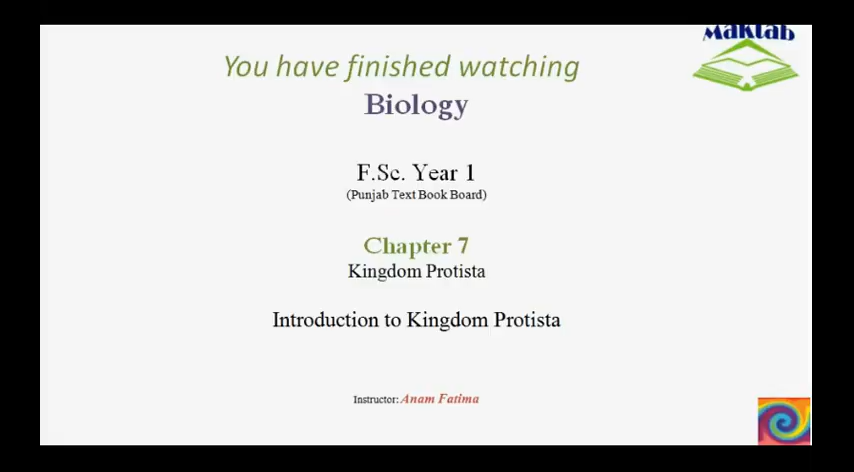 Maktab
You have finished watching
Biology
F.Sc. Year 1
(Punjab Text Book Board)
Chapter 7
Kingdom Protista
Introduction to Kingdom Protista
Instructor: Anam Fatima